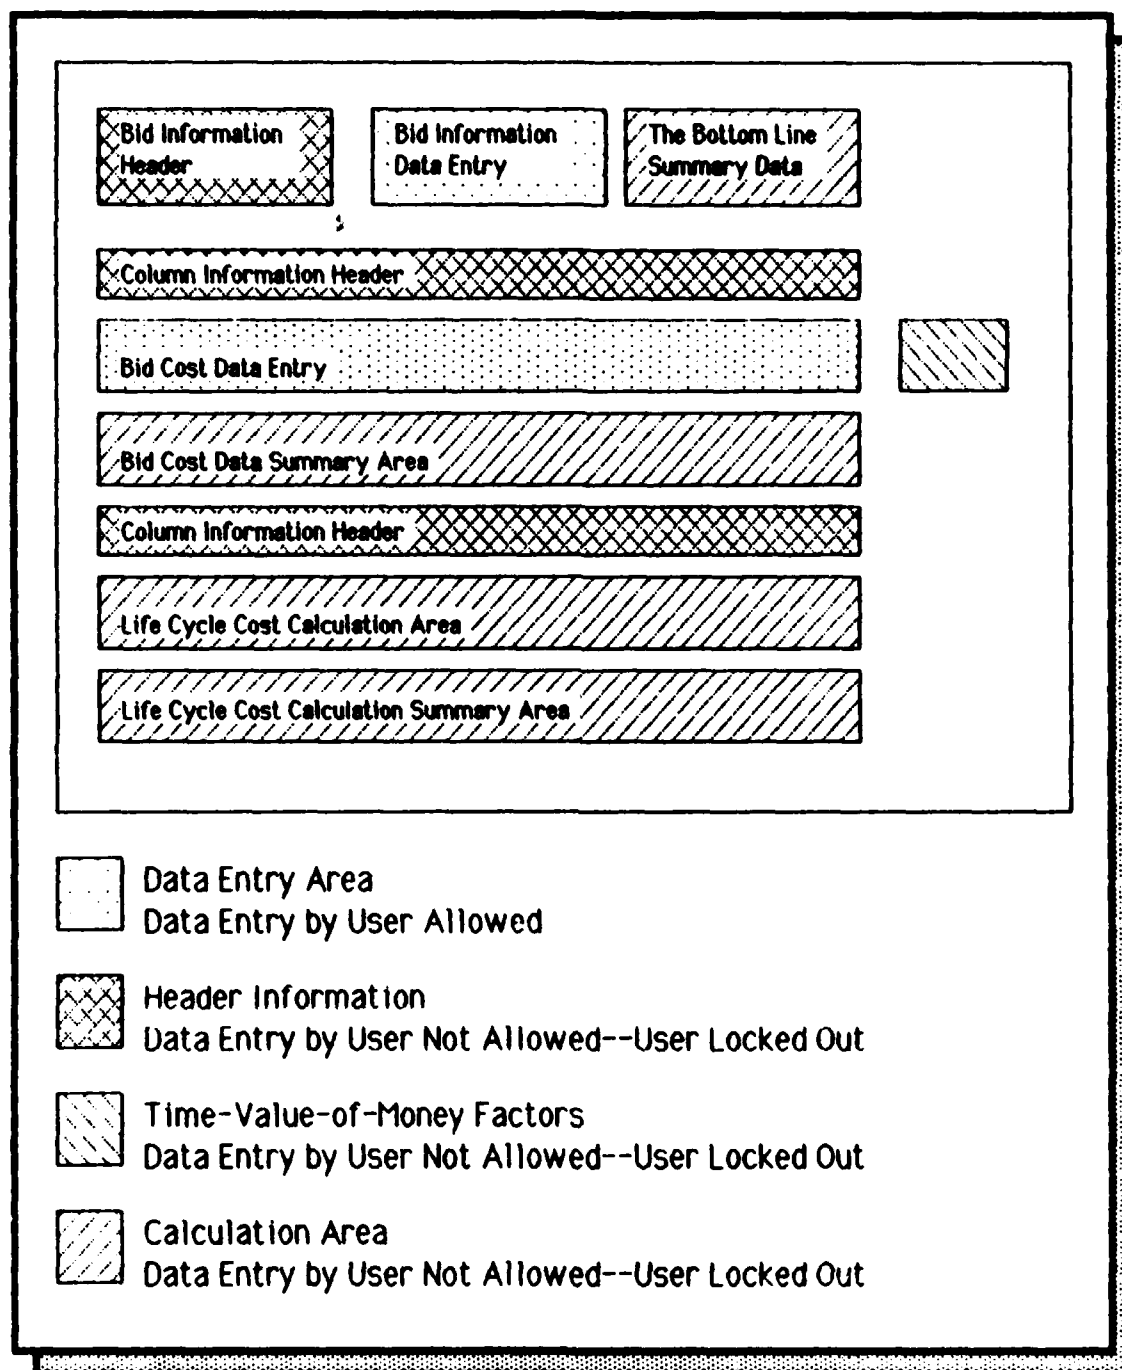 Bid Information
Header
Bid Information
Data Entry
The Bottom Line
Summary Data
Column Information Header
Bid Cost Data Entry
Bid Cost Data Summary Area
Column Information Header
Life Cycle Cost Calculation Area
Life Cycle Cost Calculation Summary Area
Data Entry Area
Data Entry by User Allowed
Header Information
Data Entry by User Not Allowed--User Locked Out
Time-Value-of-Money Factors
Data Entry by User Not Allowed--User Locked Out
Calculation Area
Data Entry by User Not Allowed--User Locked Out